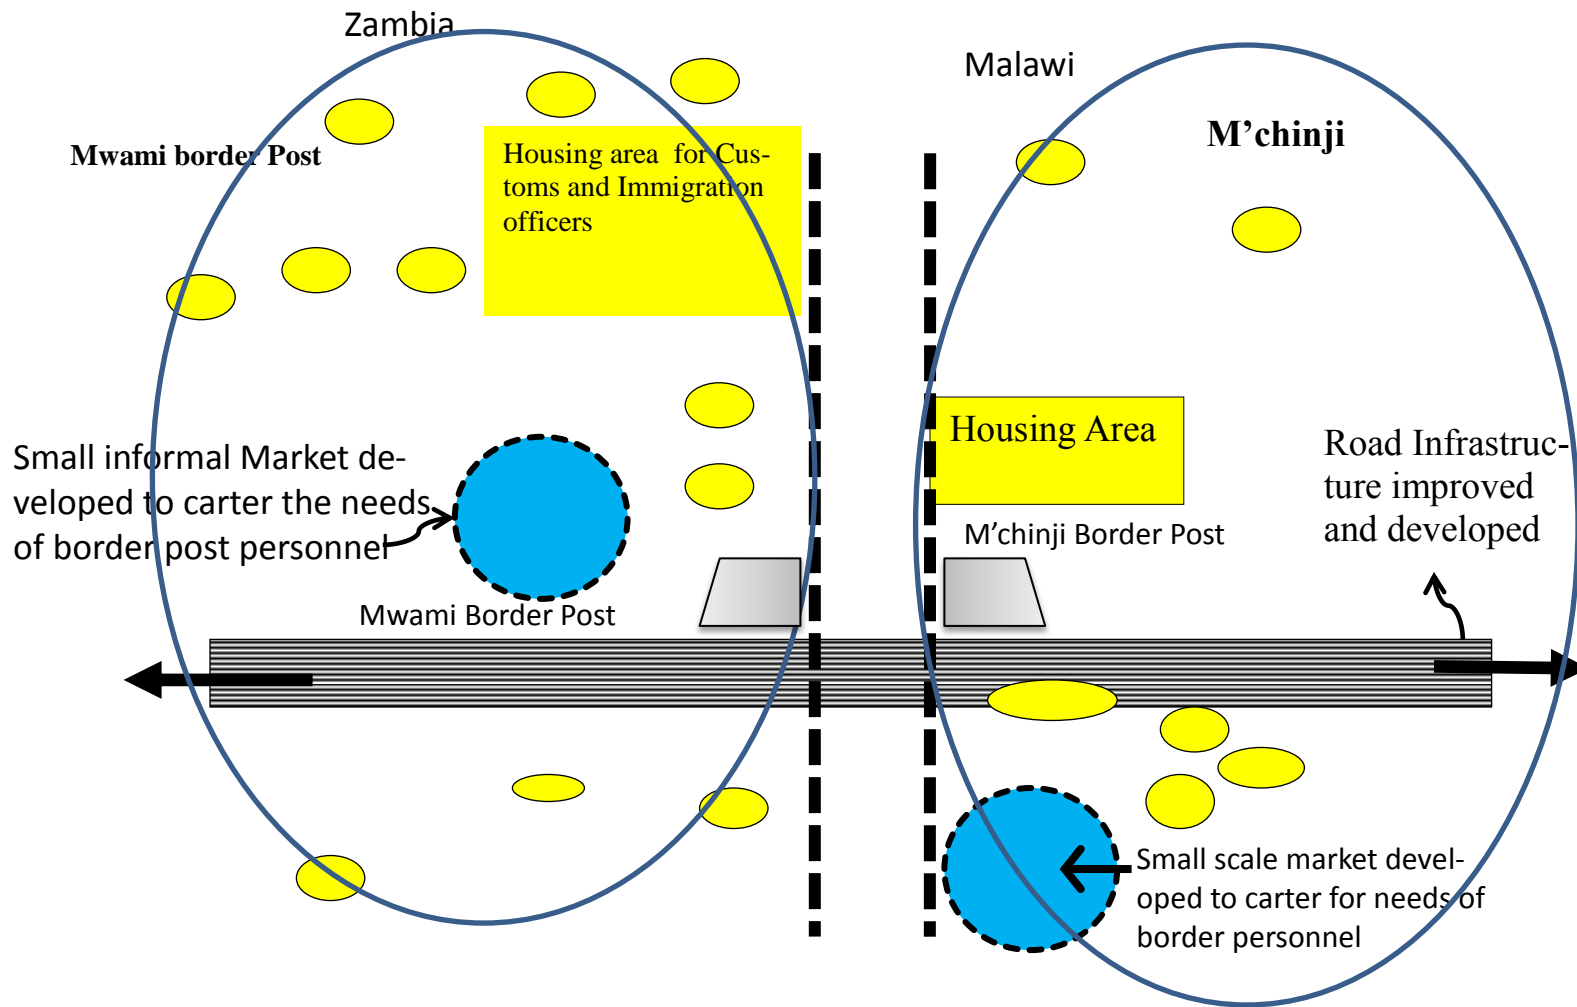 Zambia
Malawi
M’chinji
Mwami border Post
Housing area for Cus-
toms and Immigration
officers
Housing Area
Small informal Market de-
veloped to carter the needs
of border post personnel
Road Infrastruc-
ture improved
and developed
M’chinji Border Post
Mwami Border Post
Small scale market devel-
oped to carter for needs of
border personnel